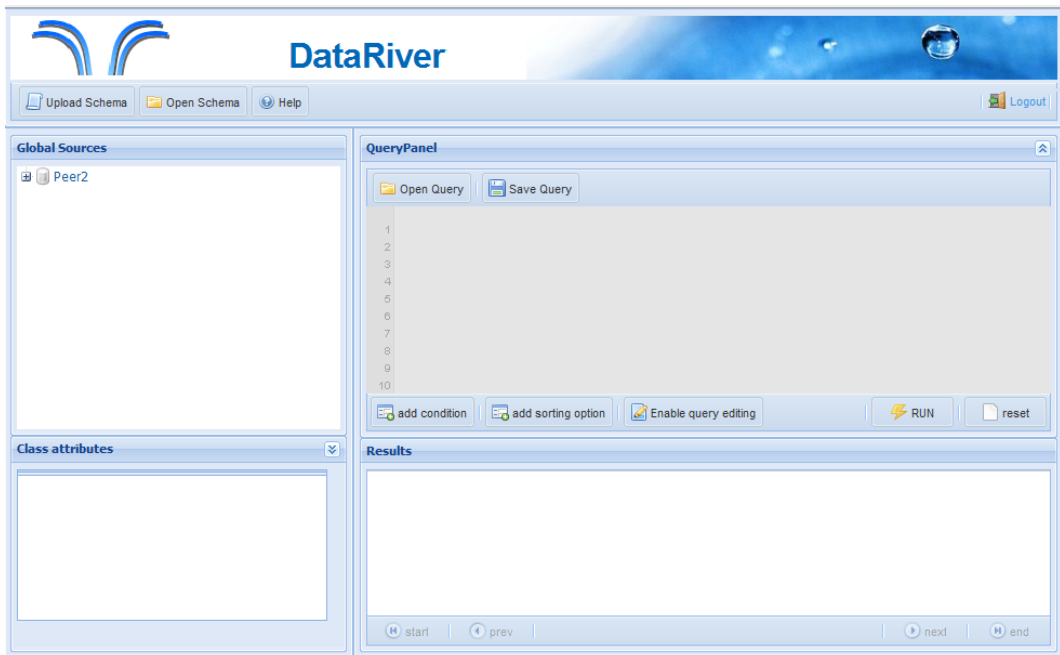 DataRiver
Upload Schema Open Schema Help Logout
Global Sources
Peer2
Class attributes
QueryPanel
Open Query Save Query
1
2
3
4
5
6
7
8
9
10
add condition add sorting option Enable query editing RUN reset
Results
start prev next end